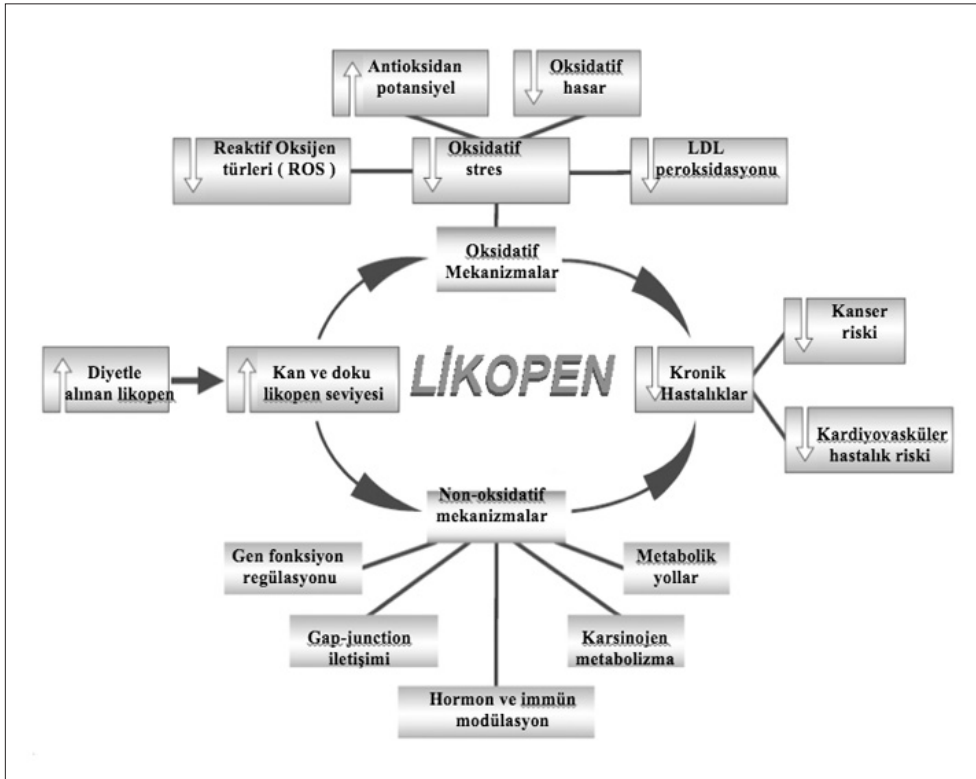 Antioksidan
potansiyel
Oksidatif
hasar
Reaktif Oksijen
türleri ( ROS )
Oksidatif
stres
LDL
peroksidasyonu
Oksidatif
Mekanizmalar
Diyetle
alınan likopen
Kan ve doku
likopen seviyesi
LİKOPEN
Kronik
Hastalıklar
Kanser
riski
Kardiyovasküler
hastalık riski
Non-oksidatif
mekanizmalar
Gen fonksiyon
regülasyonu
Metabolik
yollar
Gap-junction
iletişimi
Karsinojen
metabolizma
Hormon ve immün
modülasyon